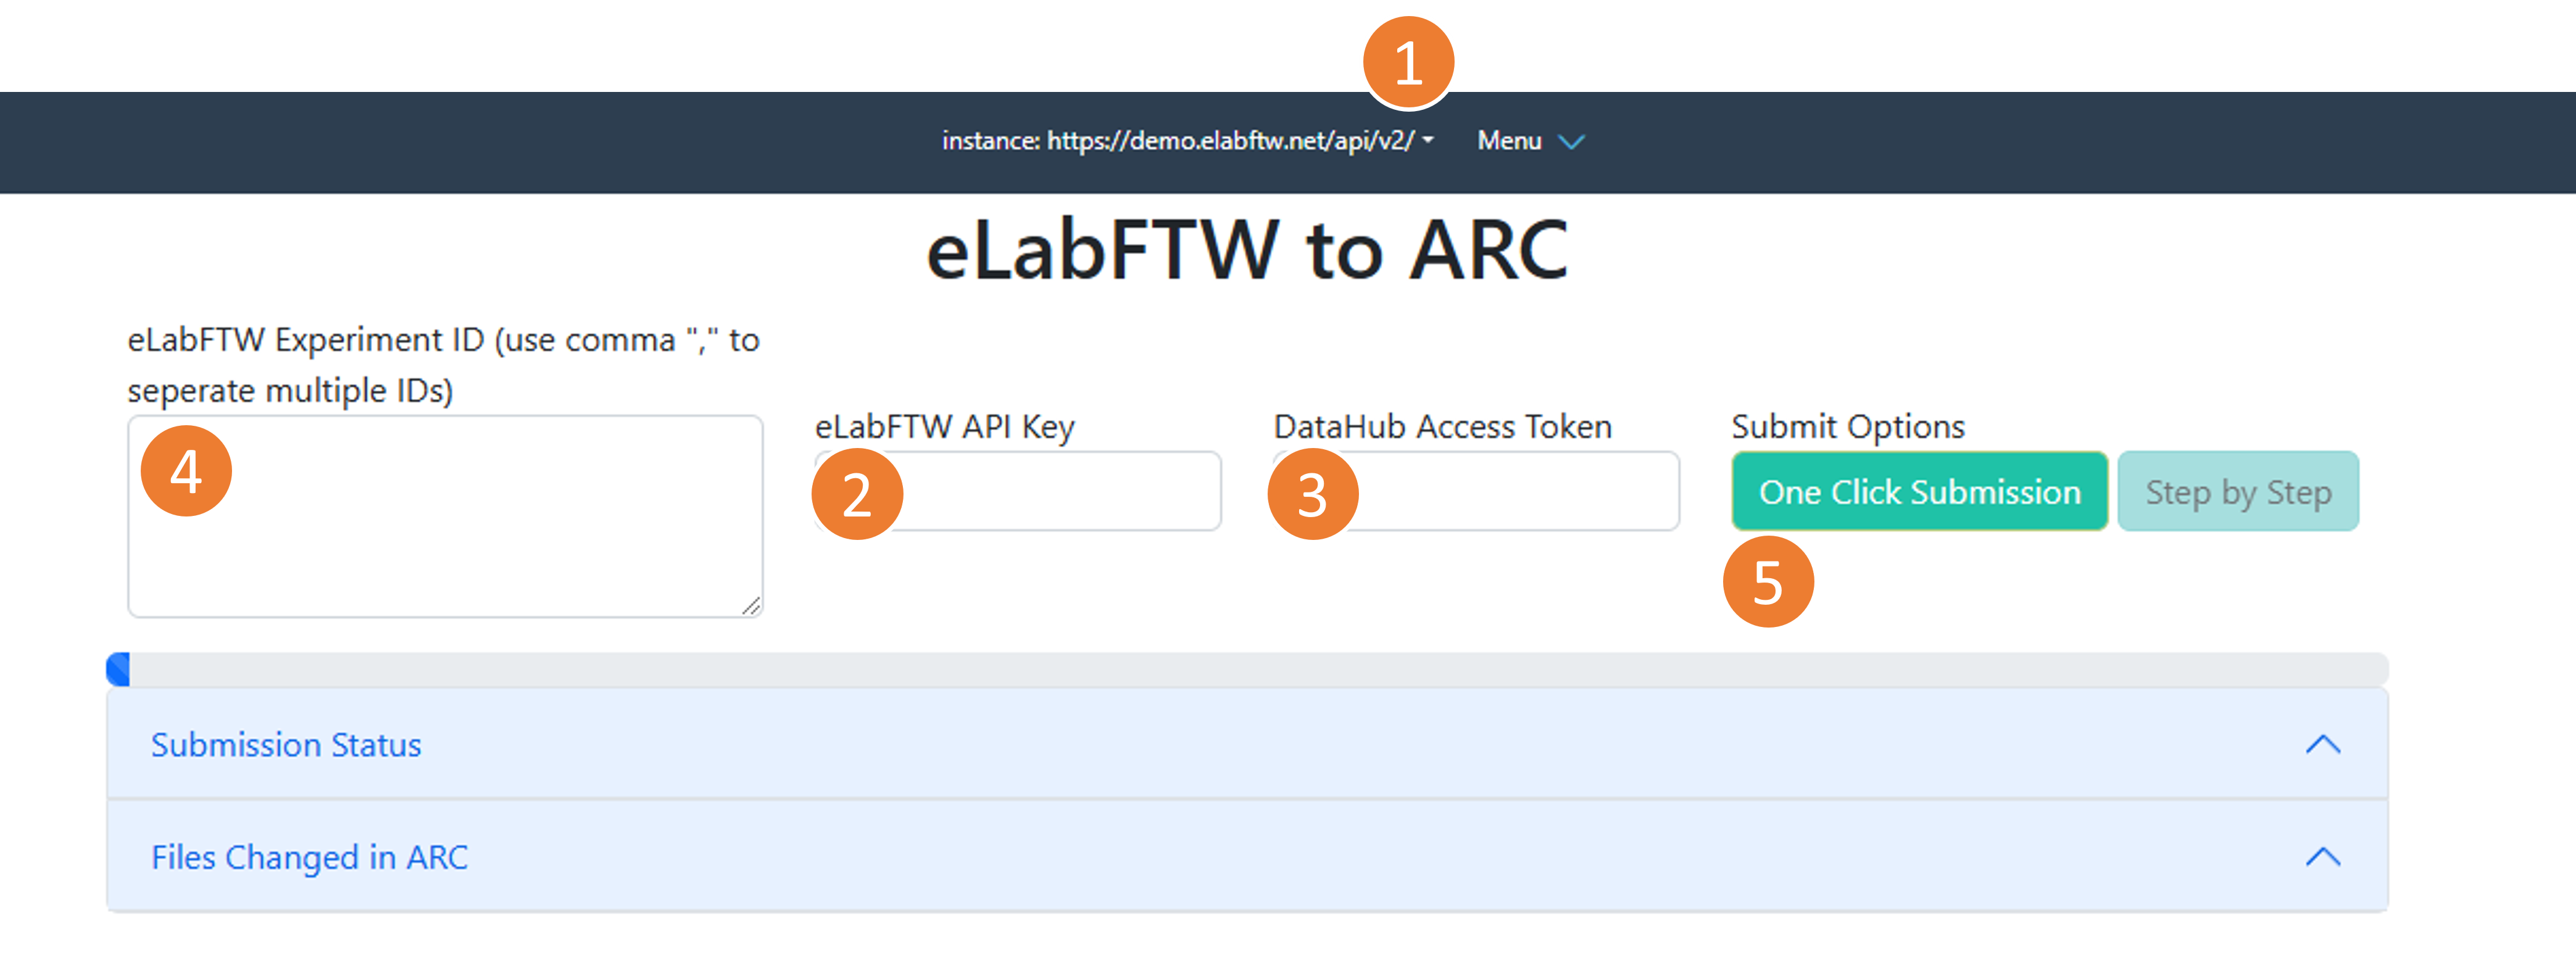 1
instance: https://demo.elabftw.net/api/v2/ Menu
eLabFTW to ARC
eLabFTW Experiment ID (use comma "," to
seperate multiple IDs)
4
eLabFTW API Key
2
DataHub Access Token
3
Submit Options
One Click Submission Step by Step
5
Submission Status
Files Changed in ARC